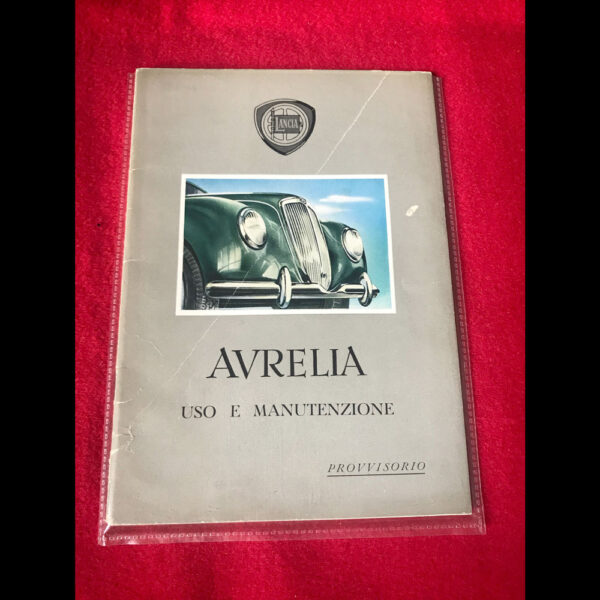 LANCIA
AVRELIA
USO E MANUTENZIONE
PROVVISORIO